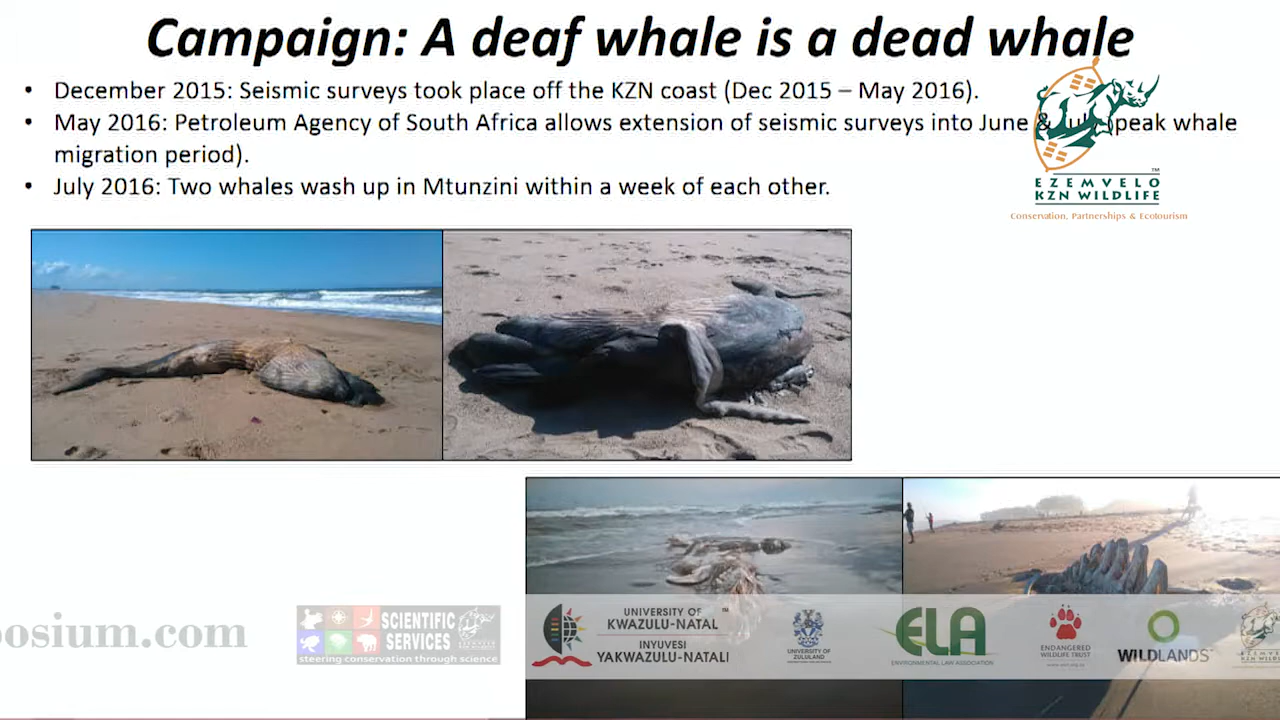 Campaign: A deaf whale is a dead whale
• December 2015: Seismic surveys took place off the KZN coast (Dec 2015 – May 2016).
• May 2016: Petroleum Agency of South Africa allows extension of seismic surveys into June & peak whale
migration period).
• July 2016: Two whales wash up in Mtunzini within a week of each other.
EZEMVELO
KZN WILDLIFE
TM
Conservation, Partnerships & Ecotourism
posium.com
SCIENTIFIC
SERVICES
steering conservation through science
UNIVERSITY OF TM
KWAZULU-NATAL
INYUVESI
YAKWAZULU-NATALI
UNIVERSITY OF
ZULULAND
ELA
ENVIRONMENTAL LAW ASSOCIATION
ENDANGERED
WILDLIFE TRUST
WILDLANDS